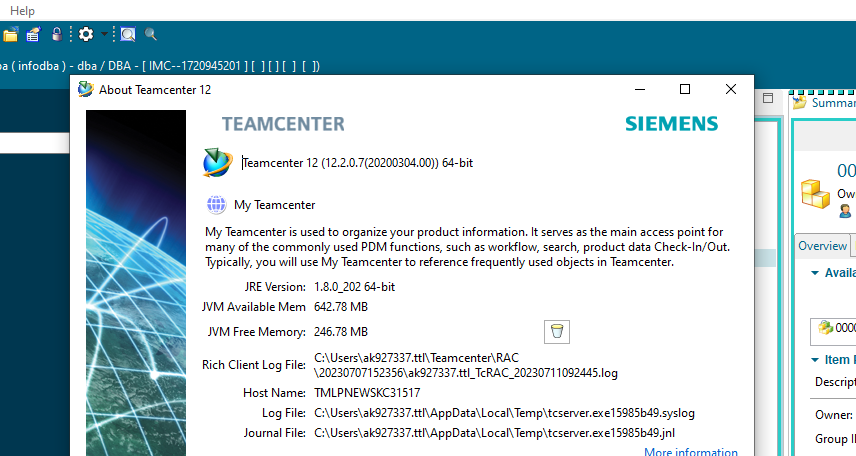 Help
ba ( infodba ) - dba / DBA - [ IMC--1720945201 ] [ ] [ ] [ ] [ ])
About Teamcenter 12
Summar
TEAMCENTER
SIEMENS
Teamcenter 12 (12.2.0.7(20200304.00)) 64-bit
00
Ow
My Teamcenter
My Teamcenter is used to organize your product information. It serves as the main access point for
many of the commonly used PDM functions, such as workflow, search, product data Check-In/Out.
Typically, you will use My Teamcenter to reference frequently used objects in Teamcenter.
Overview
Availa
JRE Version: 1.8.0_202 64-bit
JVM Available Mem 642.78 MB
JVM Free Memory: 246.78 MB
0000
Rich Client Log File: C:\Users\ak927337.ttl\Teamcenter\RAC
\20230707152356\ak927337.ttl_TcRAC_20230711092445.log
Item P
Descript
Host Name: TMLPNEWSKC31517
Log File: C:\Users\ak927337.ttl\AppData\Local\Temp\tcserver.exe15985b49.syslog
Owner:
Journal File: C:\Users\ak927337.ttl\AppData\Local\Temp\tcserver.exe15985b49.jnl
Group II
More information